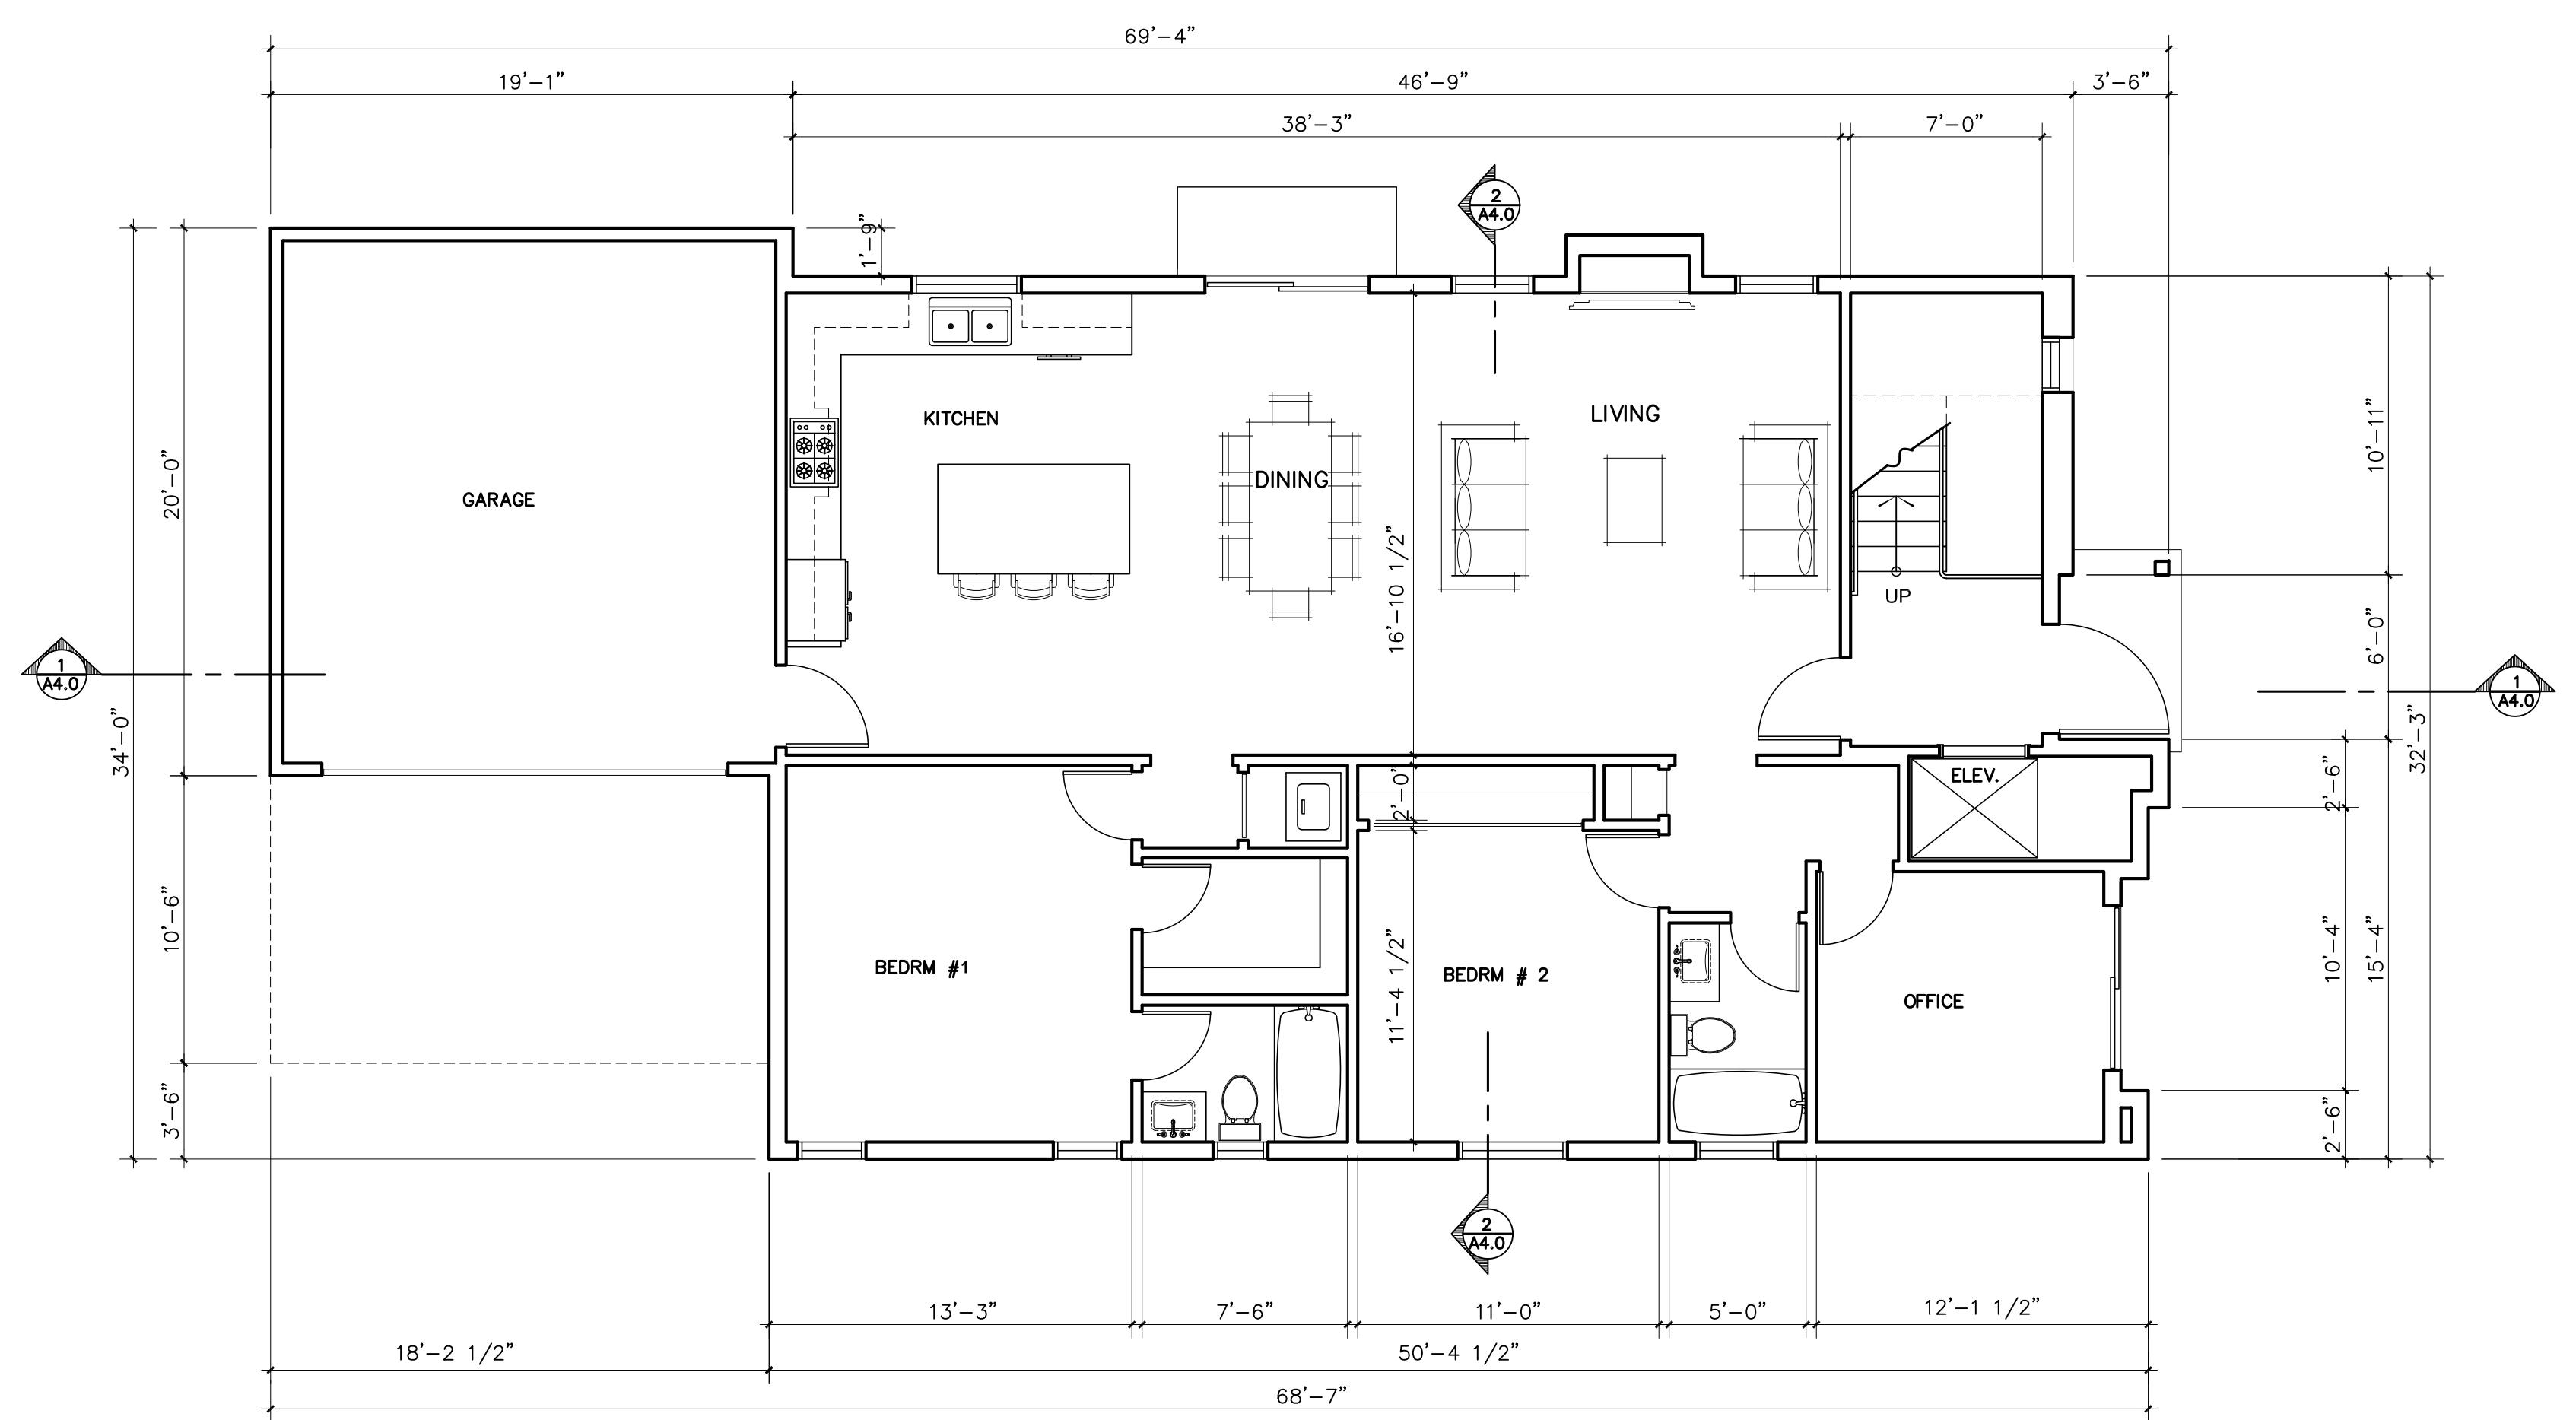 69'-4"
19'-1"
46'-9"
3'-6"
38'-3"
7'-0"
2
A4.0
1'-9"
20'-0"
34'-0"
10'-6"
3'-6"
GARAGE
KITCHEN
DINING
LIVING
16'-10 1/2"
UP
10'-11"
6'-0"
32'-3"
2'-6"
10'-4"
15'-4"
2'-6"
1
A4.0
1
A4.0
ELEV.
2'-0"
11'-4 1/2"
BEDRM #1
BEDRM # 2
OFFICE
2
A4.0
13'-3"
7'-6"
11'-0"
5'-0"
12'-1 1/2"
18'-2 1/2"
50'-4 1/2"
68'-7"